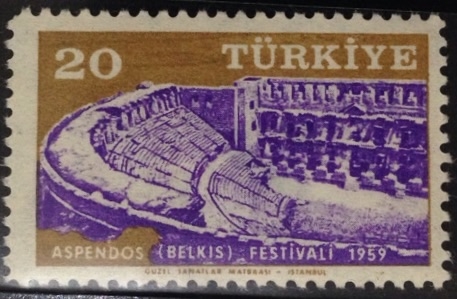 20 TÜRKİYE
ASPENDOS (BELKIS) FESTİVALİ 1959
GÜZEL SANATLAR MATBAASI - İSTANBUL